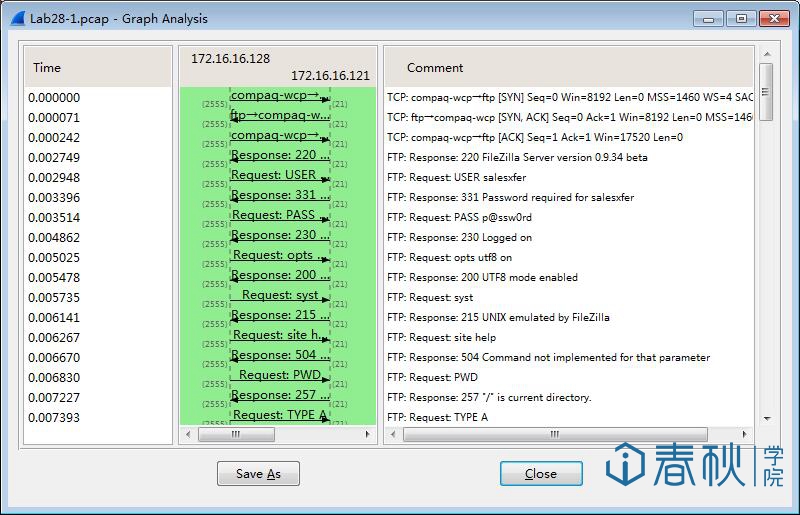 Lab28-1.pcap - Graph Analysis
Time
172.16.16.128
172.16.16.121
Comment
0.000000 (2555) compaq-wcp→... (21) TCP: compaq-wcp→ftp [SYN] Seq=0 Win=8192 Len=0 MSS=1460 WS=4 SAC
0.000071 (2555) ftp→compaq-w... (21) TCP: ftp→compaq-wcp [SYN, ACK] Seq=0 Ack=1 Win=8192 Len=0 MSS=146
0.000242 (2555) compaq-wcp→... (21) TCP: compaq-wcp→ftp [ACK] Seq=1 Ack=1 Win=17520 Len=0
0.002749 (2555) Response: 220 ... (21) FTP: Response: 220 FileZilla Server version 0.9.34 beta
0.002948 (2555) Request: USER ... (21) FTP: Request: USER salesxfer
0.003396 (2555) Response: 331 ... (21) FTP: Response: 331 Password required for salesxfer
0.003514 (2555) Request: PASS ... (21) FTP: Request: PASS p@ssw0rd
0.004862 (2555) Response: 230 ... (21) FTP: Response: 230 Logged on
0.005025 (2555) Request: opts ... (21) FTP: Request: opts utf8 on
0.005478 (2555) Response: 200 ... (21) FTP: Response: 200 UTF8 mode enabled
0.005735 (2555) Request: syst (21) FTP: Request: syst
0.006141 (2555) Response: 215 ... (21) FTP: Response: 215 UNIX emulated by FileZilla
0.006267 (2555) Request: site h... (21) FTP: Request: site help
0.006670 (2555) Response: 504 ... (21) FTP: Response: 504 Command not implemented for that parameter
0.006830 (2555) Request: PWD (21) FTP: Request: PWD
0.007227 (2555) Response: 257 ... (21) FTP: Response: 257 "/" is current directory.
0.007393 (2555) Request: TYPE A (21) FTP: Request: TYPE A
Save As
Close
春秋
学院